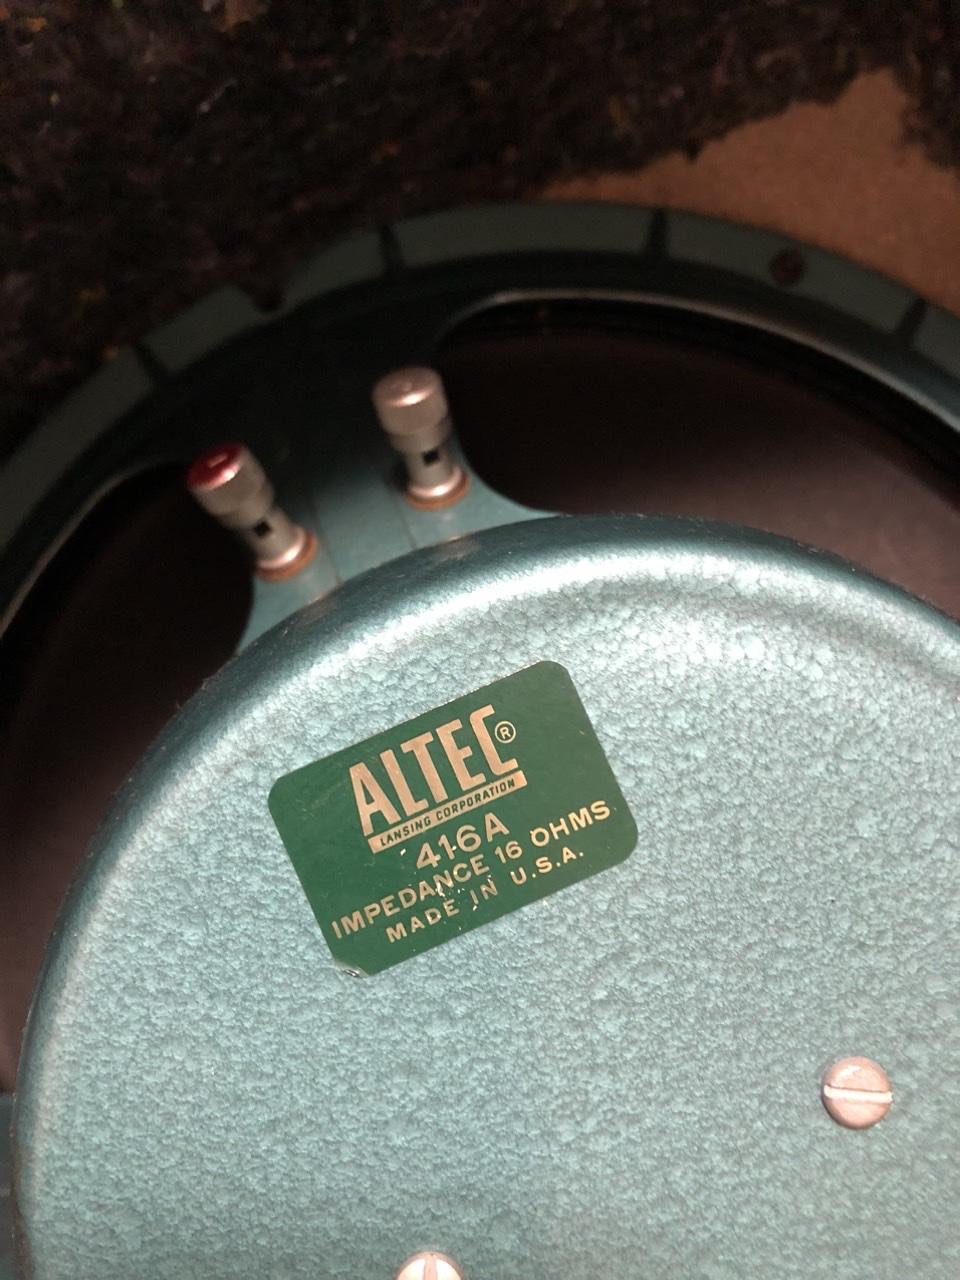 ALTEC®
LANSING CORPORATION
416A
IMPEDANCE 16 OHMS
MADE IN U.S.A.